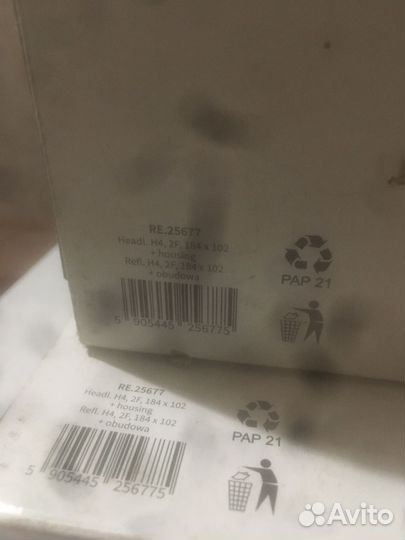 RE.25677
Headl. H4, 2F, 184 x 102
+ housing
Refl. H4, 2F, 184 x 102
+ obudowa
5 905445 256775
PAP 21
RE.25677
Headl. H4, 2F, 184 x 102
+ housing
Refl. H4, 2F, 184 x 102
+ obudowa
5 905445 256775
PAP 21
Avito